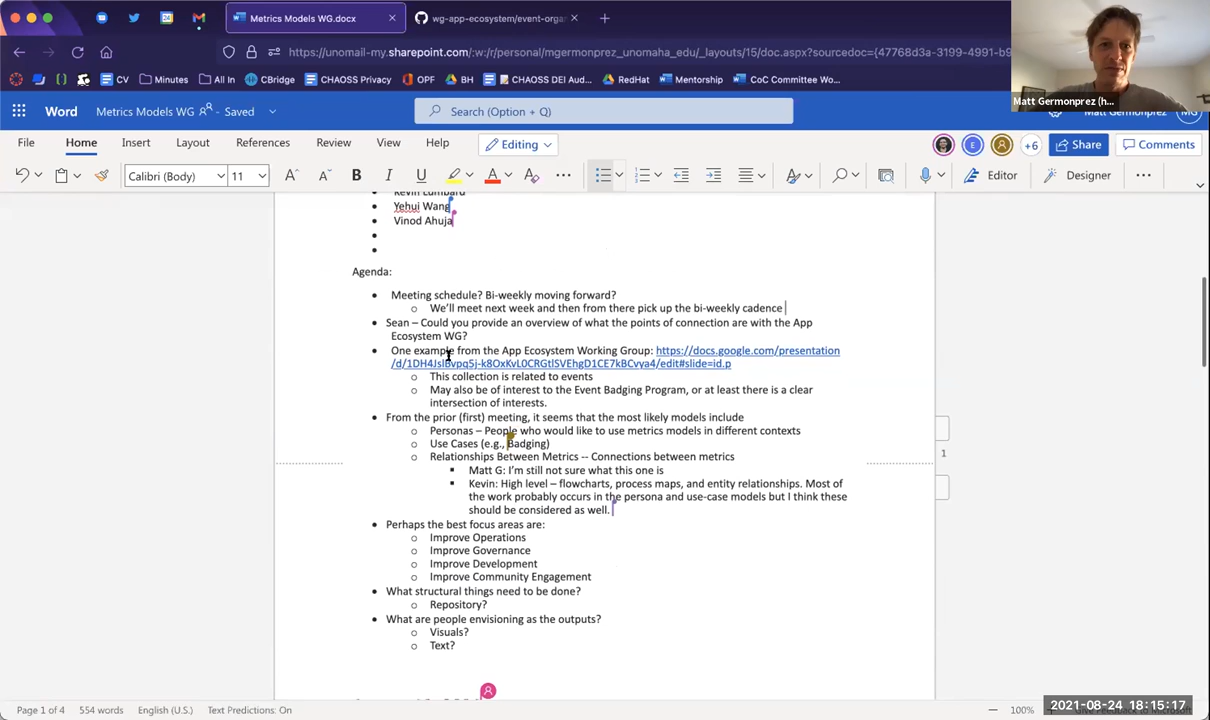 Metrics Models WG.docx
wg-app-ecosystem/event-orga
https://unomail-my.sharepoint.com/:w:/r/personal/mgermonprez_unomaha_edu/_layouts/15/doc.aspx?sourcedoc={47768d3a-3199-4991-b9
CV Minutes All In CBridge CHAOSS Privacy OPF BH CHAOSS DEI Aud... RedHat Mentorship CoC Committee Wo...
Matt Germonprez (h...
Word Metrics Models WG - Saved Search (Option + Q) Matt Germonprez MG
File Home Insert Layout References Review View Help Editing E +6 Share Comments
Calibri (Body) 11 B I U A Editor Designer
Kevin Lumbard
Yehui Wang
Vinod Ahuja
Agenda:
Meeting schedule? Bi-weekly moving forward?
We'll meet next week and then from there pick up the bi-weekly cadence
Sean – Could you provide an overview of what the points of connection are with the App
Ecosystem WG?
One example from the App Ecosystem Working Group: https://docs.google.com/presentation
This collection is related to events
May also be of interest to the Event Badging Program, or at least there is a clear
intersection of interests.
From the prior (first) meeting, it seems that the most likely models include
Personas – People who would like to use metrics models in different contexts
Use Cases (e.g., Badging)
Relationships Between Metrics -- Connections between metrics
Matt G: I'm still not sure what this one is
Kevin: High level – flowcharts, process maps, and entity relationships. Most of
the work probably occurs in the persona and use-case models but I think these
should be considered as well.
1
Perhaps the best focus areas are:
Improve Operations
Improve Governance
Improve Development
Improve Community Engagement
What structural things need to be done?
Repository?
What are people envisioning as the outputs?
Visuals?
Text?
Page 1 of 4 554 words English (U.S.) Text Predictions: On 100%
2021-08-24 18:15:17